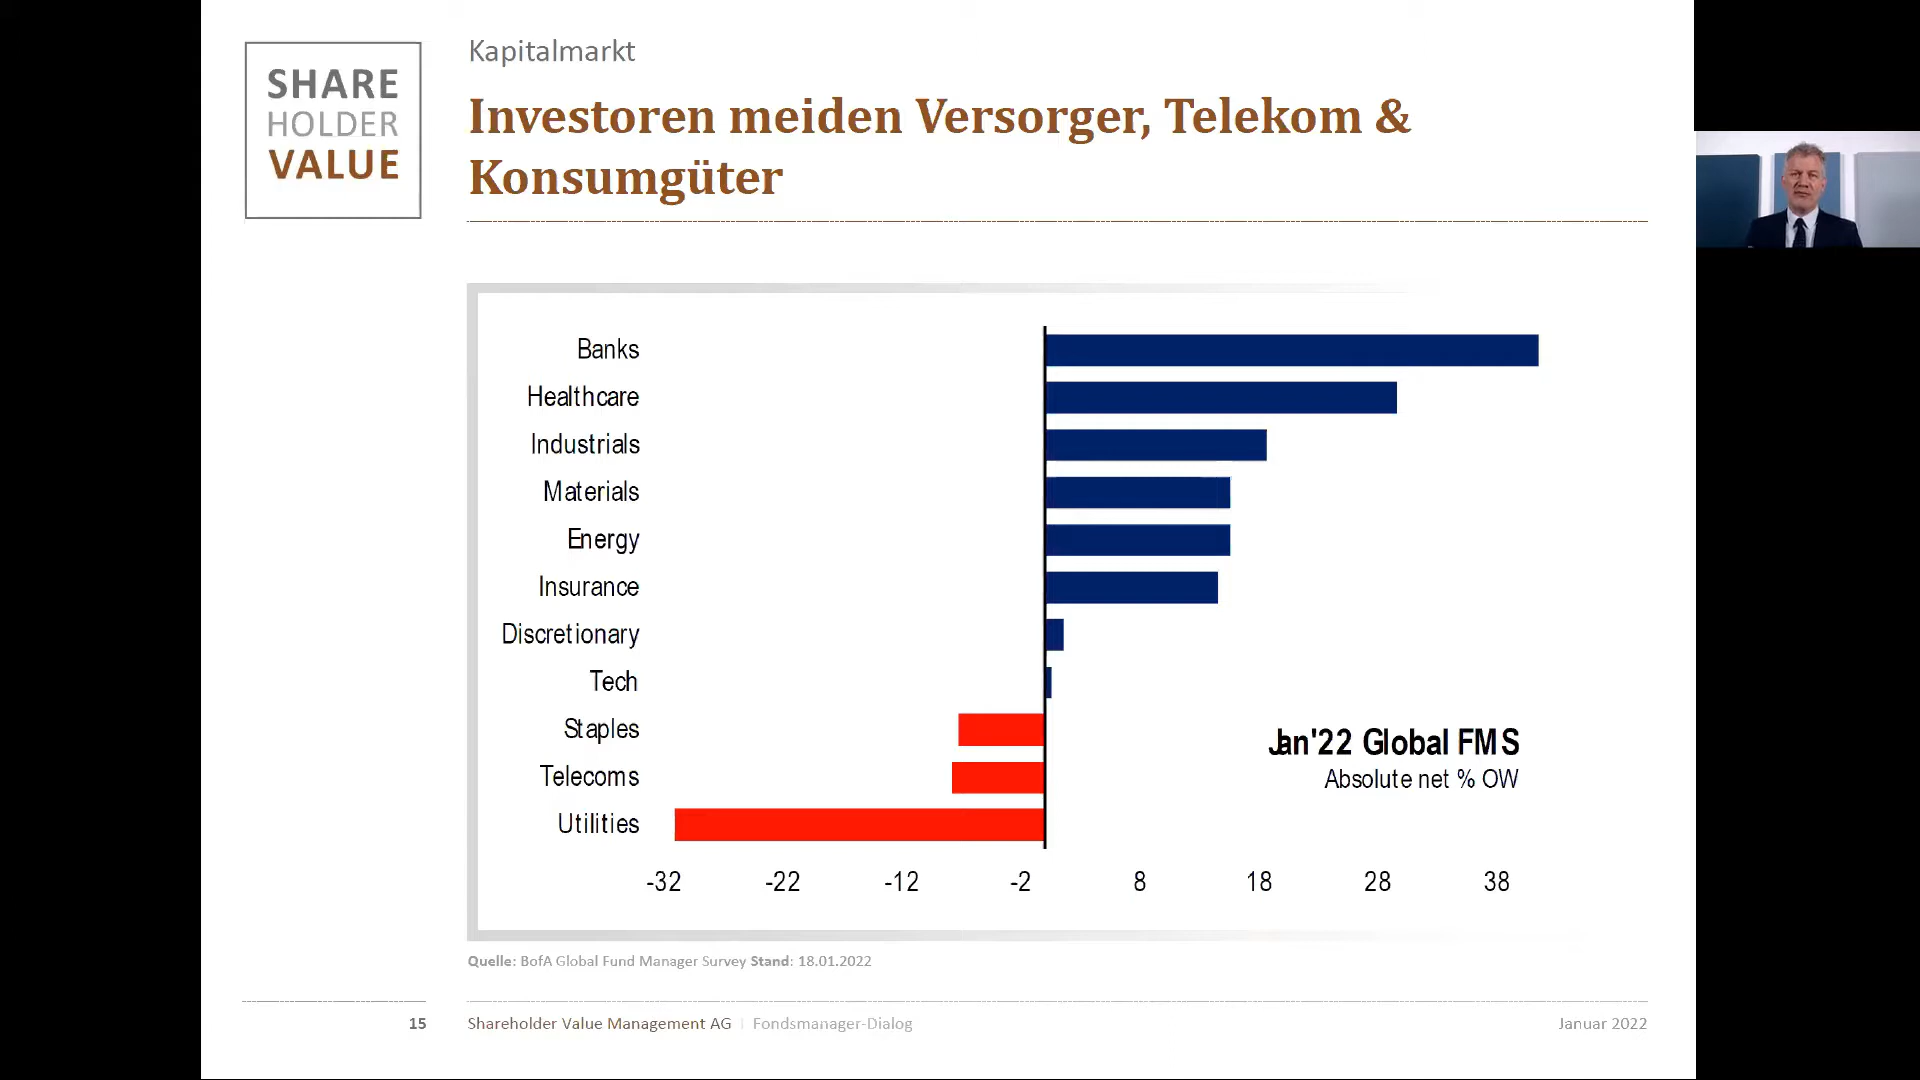 SHARE
HOLDER
VALUE
Kapitalmarkt
Investoren meiden Versorger, Telekom &
Konsumgüter
Banks
Healthcare
Industrials
Materials
Energy
Insurance
Discretionary
Tech
Staples
Telecoms
Utilities
Jan'22 Global FMS
Absolute net % OW
-32 -22 -12 -2 8 18 28 38
Quelle: BofA Global Fund Manager Survey Stand: 18.01.2022
15 Shareholder Value Management AG | Fondsmanager-Dialog Januar 2022